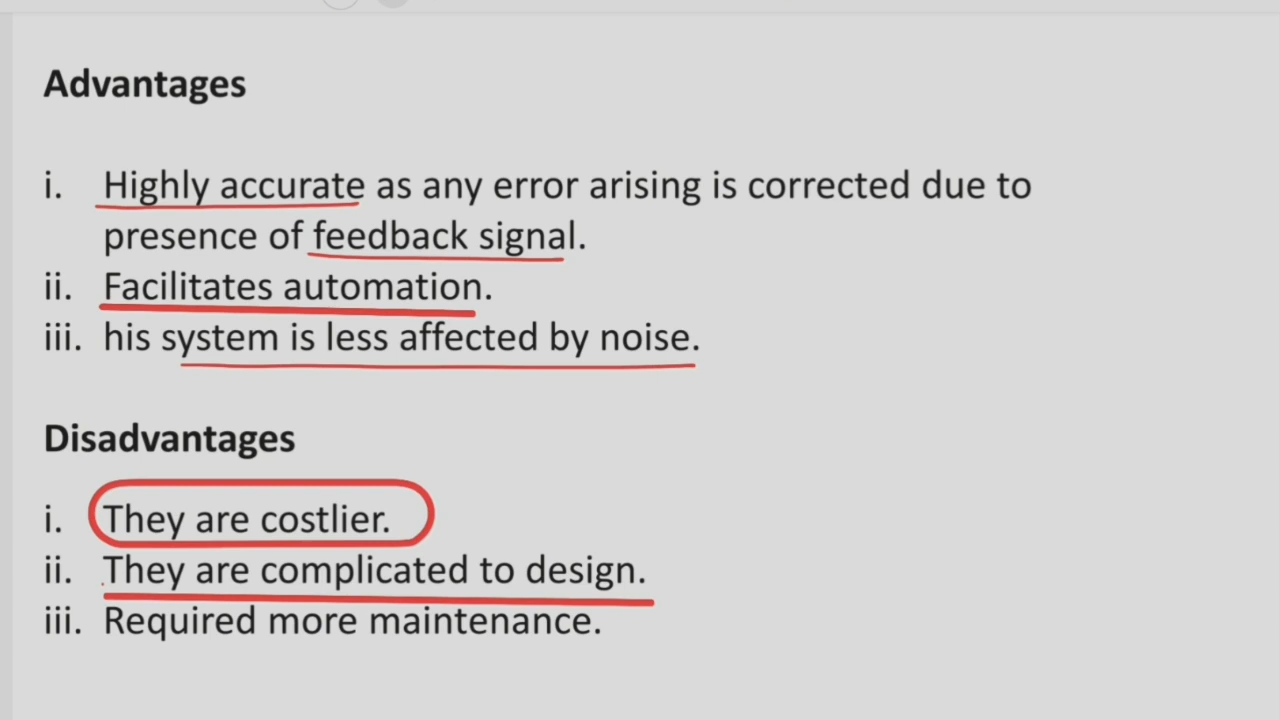 Advantages
i. Highly accurate as any error arising is corrected due to
presence of feedback signal.
ii. Facilitates automation.
iii. his system is less affected by noise.
Disadvantages
i. They are costlier.
ii. They are complicated to design.
iii. Required more maintenance.